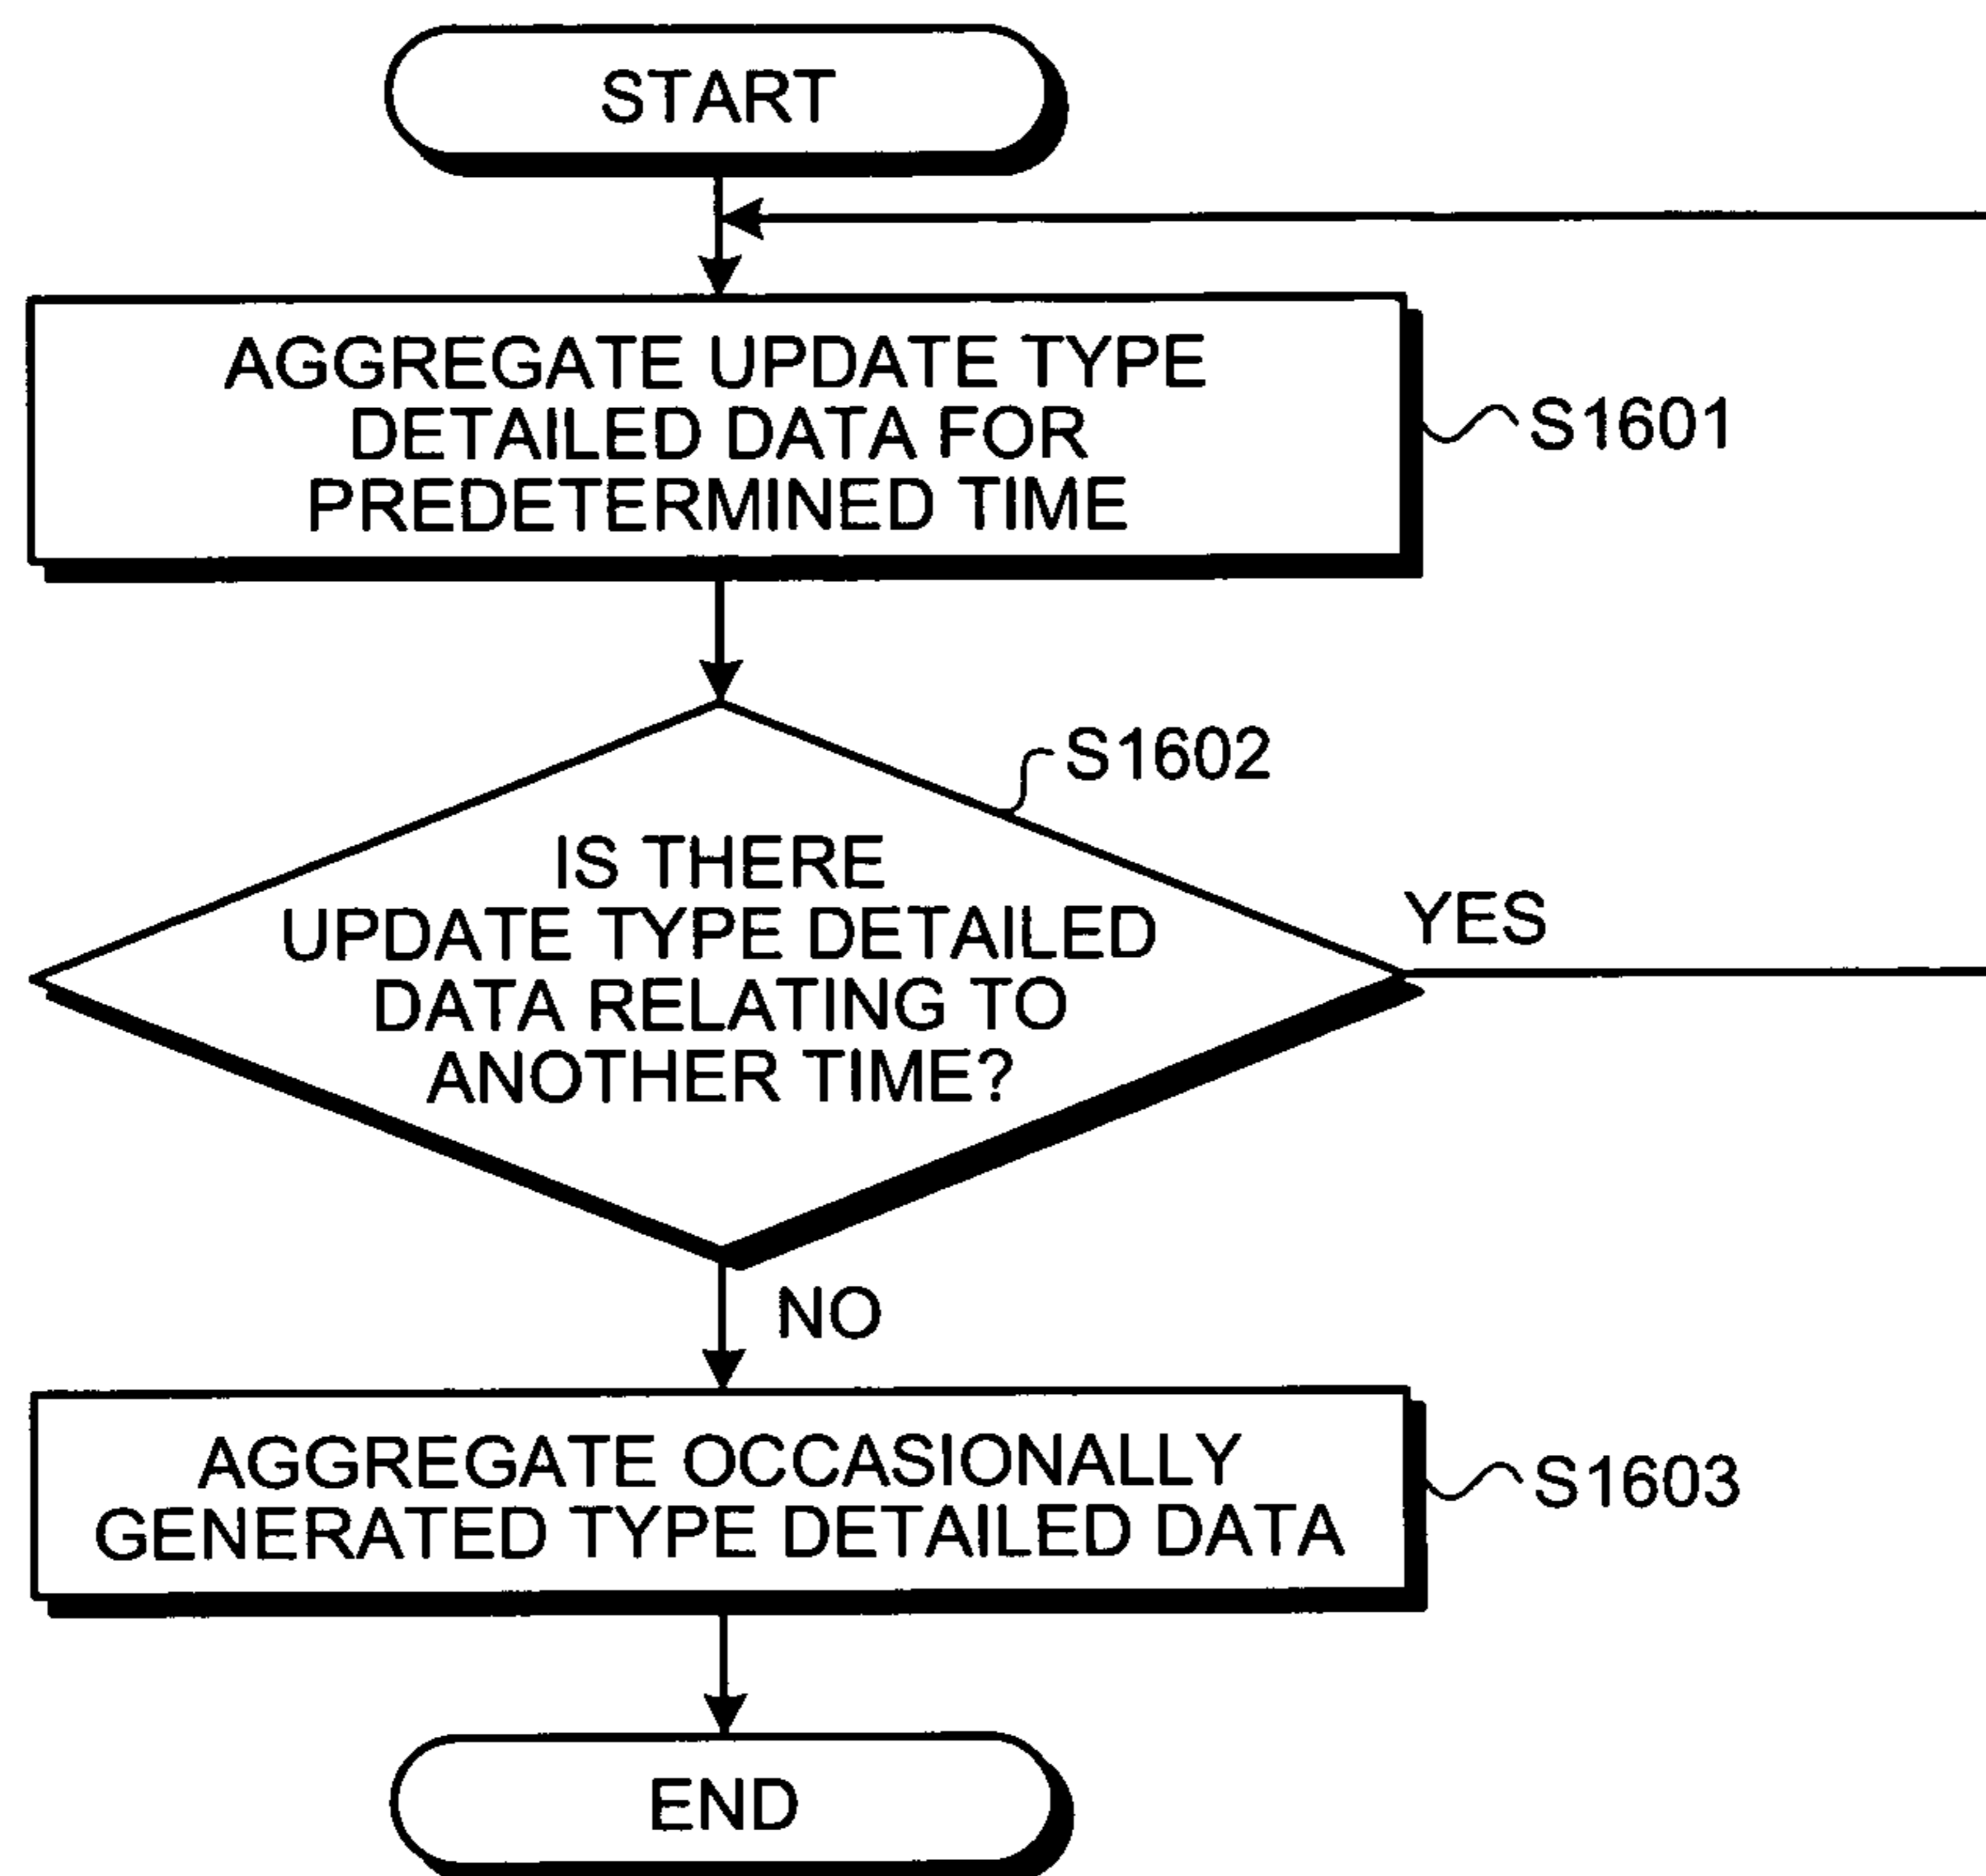 START
AGGREGATE UPDATE TYPE
DETAILED DATA FOR
PREDETERMINED TIME
S1601
S1602
IS THERE
UPDATE TYPE DETAILED
DATA RELATING TO
ANOTHER TIME?
YES
NO
AGGREGATE OCCASIONALLY
GENERATED TYPE DETAILED DATA
S1603
END